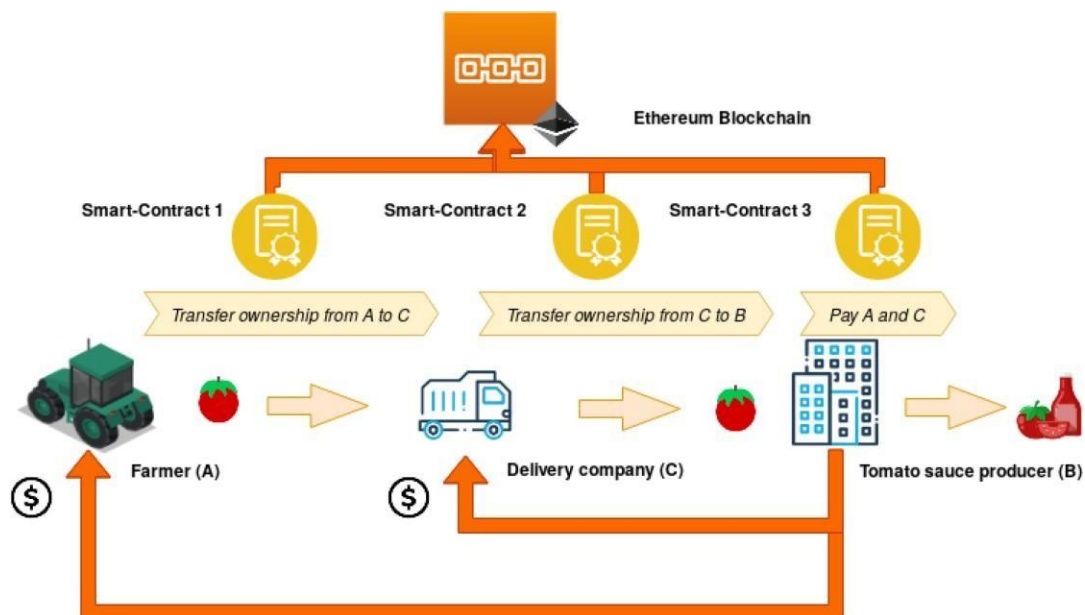 Ethereum Blockchain
Smart-Contract 1
Smart-Contract 2
Smart-Contract 3
Transfer ownership from A to C
Transfer ownership from C to B
Pay A and C
Farmer (A)
Delivery company (C)
Tomato sauce producer (B)
$
$